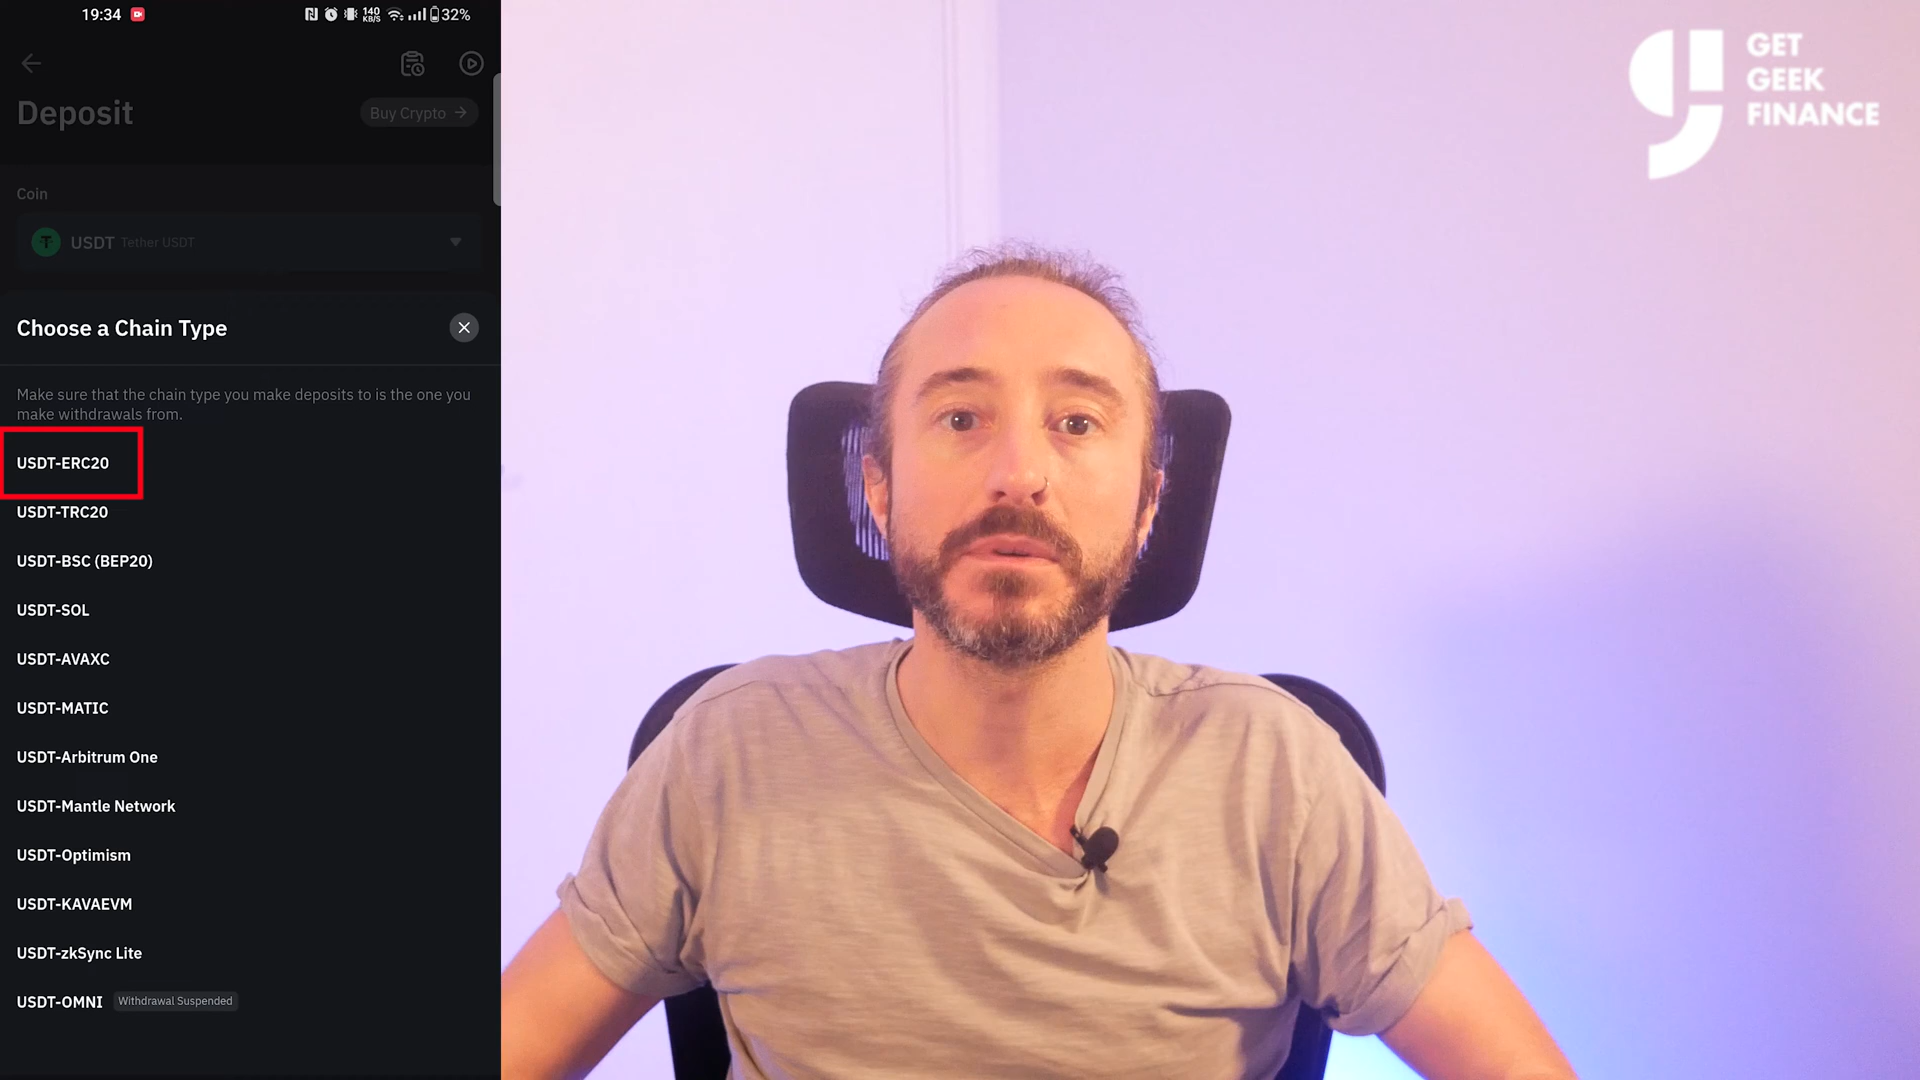 19:34
140
KB/S
32%
Deposit
Buy Crypto
Coin
USDT Tether USDT
Choose a Chain Type
Make sure that the chain type you make deposits to is the one you
make withdrawals from.
USDT-ERC20
USDT-TRC20
USDT-BSC (BEP20)
USDT-SOL
USDT-AVAXC
USDT-MATIC
USDT-Arbitrum One
USDT-Mantle Network
USDT-Optimism
USDT-KAVAEVM
USDT-zkSync Lite
USDT-OMNI Withdrawal Suspended
GET
GEEK
FINANCE